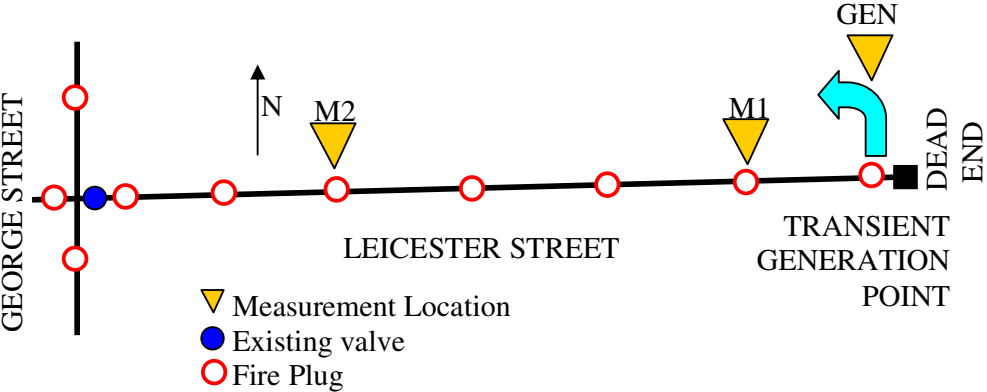 GEN
N
M2
M1
GEORGE STREET
DEAD
END
TRANSIENT
GENERATION
POINT
LEICESTER STREET
Measurement Location
Existing valve
Fire Plug